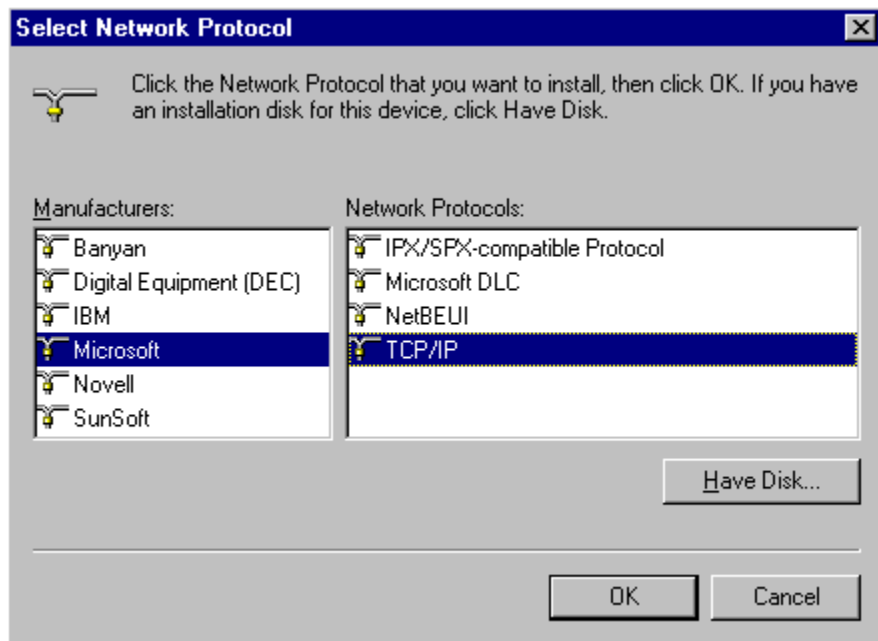 Select Network Protocol
Click the Network Protocol that you want to install, then click OK. If you have
an installation disk for this device, click Have Disk.
Manufacturers:
Banyan
Digital Equipment (DEC)
IBM
Microsoft
Novell
SunSoft
Network Protocols:
IPX/SPX-compatible Protocol
Microsoft DLC
NetBEUI
TCP/IP
Have Disk...
OK
Cancel